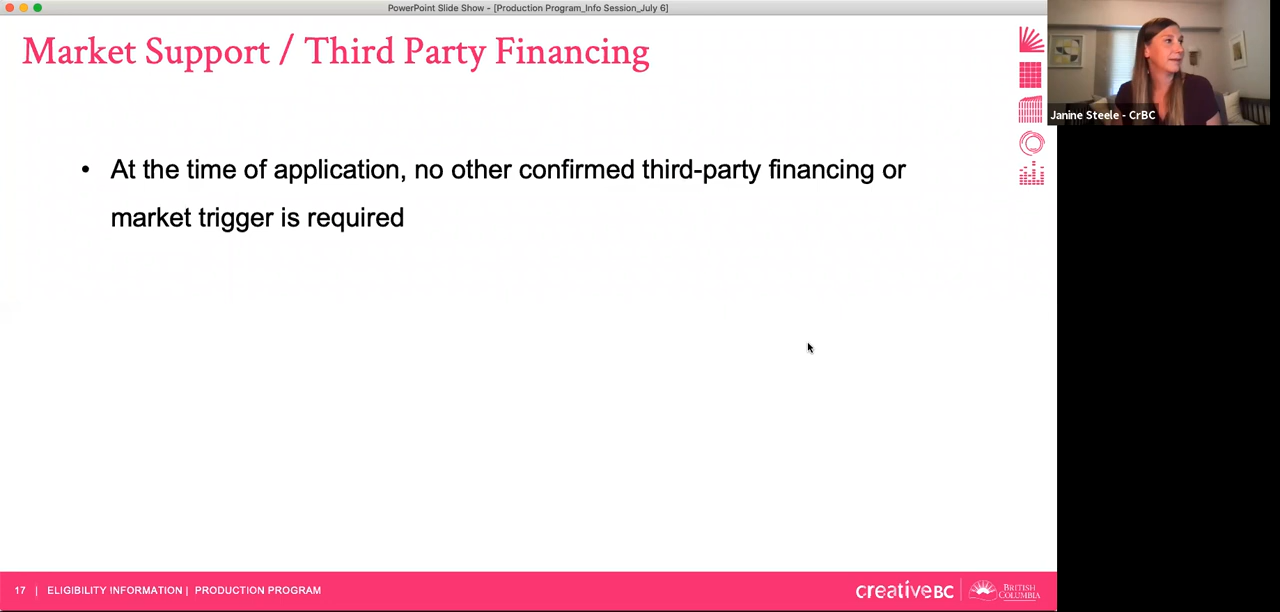 PowerPoint Slide Show - [Production Program_Info Session_July 6]
Market Support / Third Party Financing
Janine Steele - CrBC
• At the time of application, no other confirmed third-party financing or
market trigger is required
17 | ELIGIBILITY INFORMATION | PRODUCTION PROGRAM
creativeBC
BRITISH
COLUMBIA